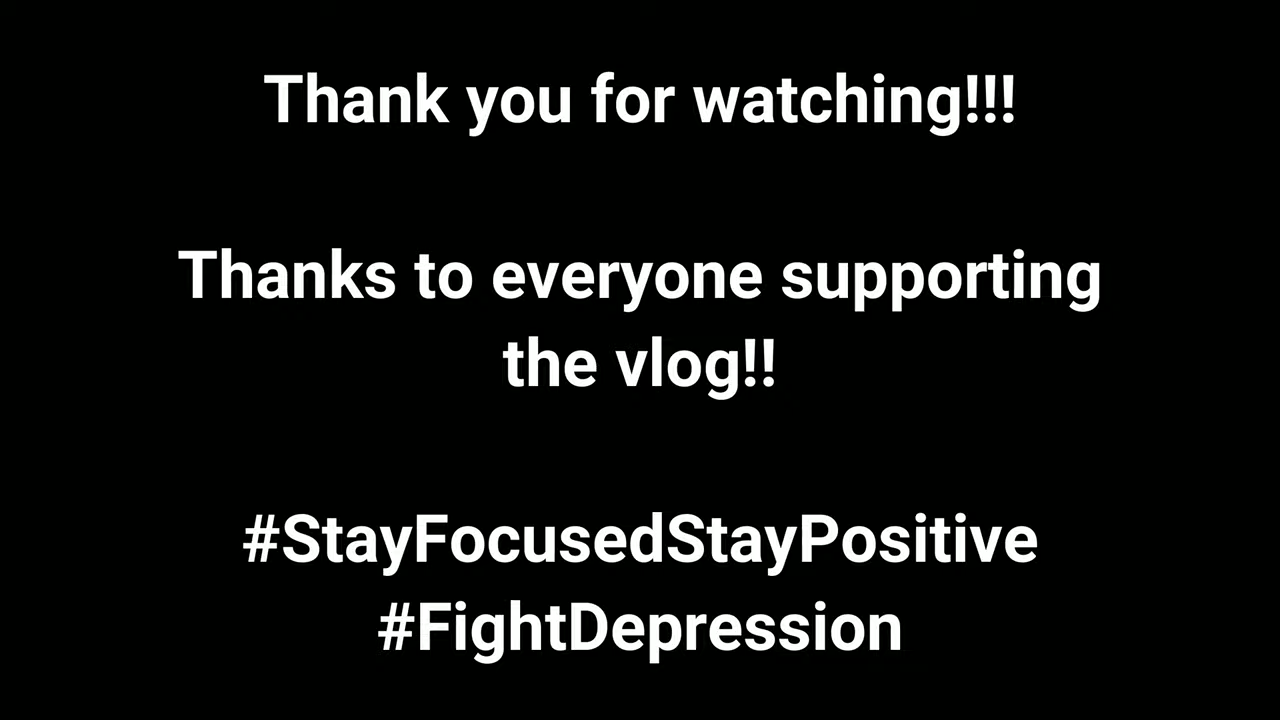 Thank you for watching!!!
Thanks to everyone supporting
the vlog!!
#StayFocusedStayPositive
#FightDepression